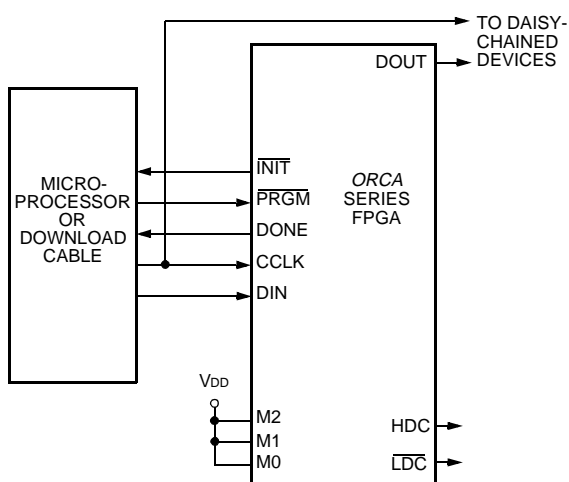 TO DAISY-
CHAINED
DEVICES
DOUT
MICRO-
PROCESSOR
OR
DOWNLOAD
CABLE
INIT
PRGM
DONE
CCLK
DIN
ORCA
SERIES
FPGA
VDD
M2
M1
M0
HDC
LDC